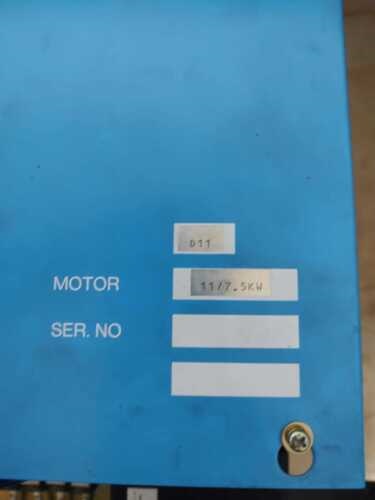 D11
MOTOR 11/7.5KW
SER. NO